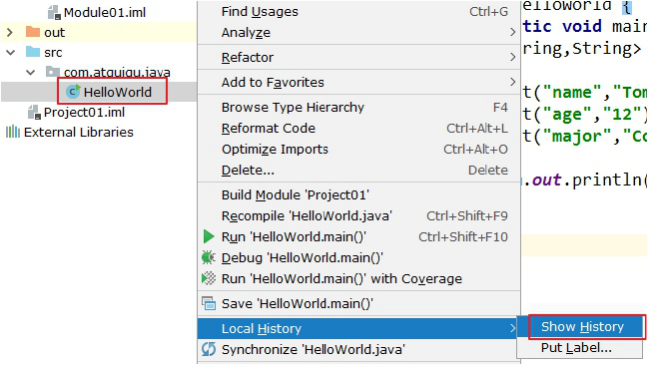 Module01.iml
out
src
com.atguigu.java
HelloWorld
Project01.iml
External Libraries
Find Usages Ctrl+G
Analyze
Refactor
Add to Favorites
Browse Type Hierarchy F4
Reformat Code Ctrl+Alt+L
Optimize Imports Ctrl+Alt+O
Delete... Delete
Build Module 'Project01'
Recompile 'HelloWorld.java' Ctrl+Shift+F9
Run 'HelloWorld.main()' Ctrl+Shift+F10
Debug 'HelloWorld.main()'
Run 'HelloWorld.main()' with Coverage
Save 'HelloWorld.main()'
Local History
Synchronize 'HelloWorld.java'
Show History
Put Label...
elloworld {
tic void main
ring,String>
t("name","Tom
t("age","12")
t("major","Co
.out.println(